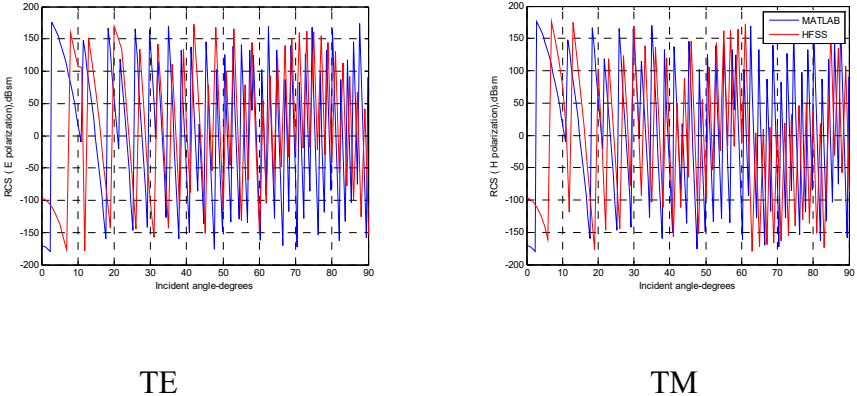 200
150
100
50
0
-50
-100
-150
-200
RCS ( E polarization),dBsm
0 10 20 30 40 50 60 70 80 90
Incident angle-degrees
TE
200
150
100
50
0
-50
-100
-150
-200
RCS ( H polarization),dBsm
0 10 20 30 40 50 60 70 80 90
Incident angle-degrees
MATLAB
HFSS
TM